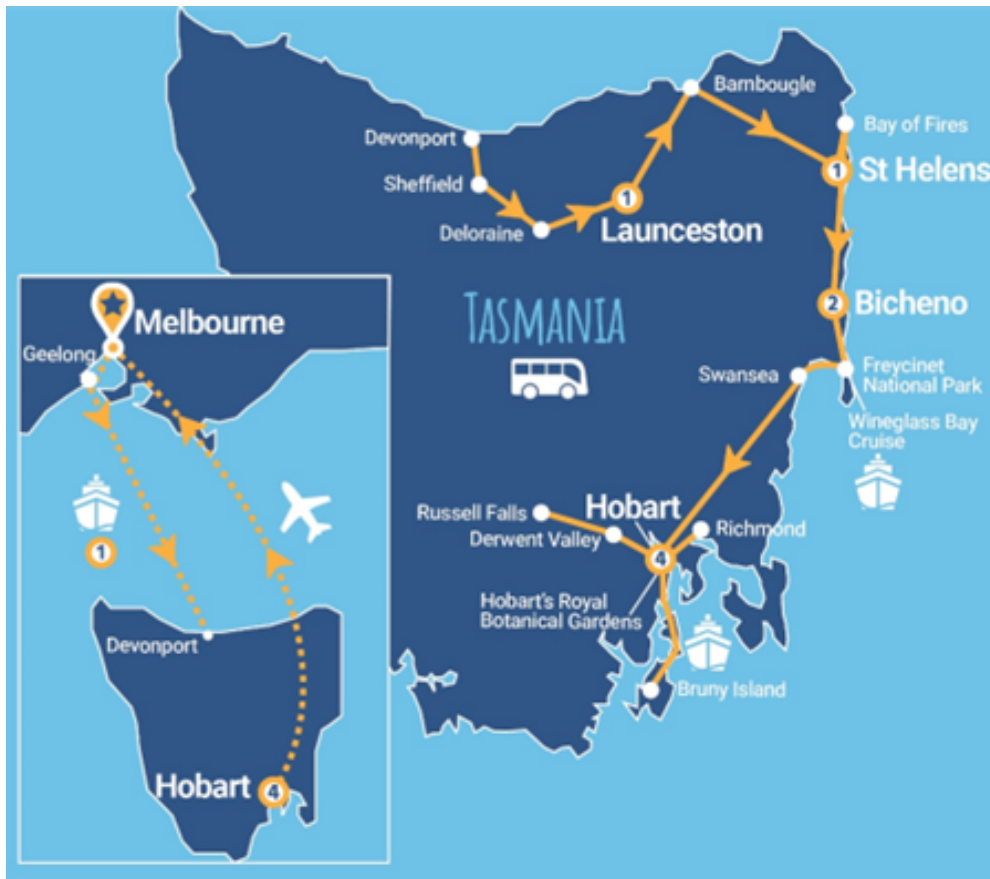 Bambougle
Bay of Fires
Devonport
1
St Helens
Sheffield
1
Deloraine
Launceston
TASMANIA
2
Bicheno
Swansea
Freycinet
National Park
Wineglass Bay
Cruise
Hobart
Russell Falls
Derwent Valley
Richmond
4
Hobart's Royal
Botanical Gardens
Bruny Island
Melbourne
Geelong
1
Devonport
Hobart
4